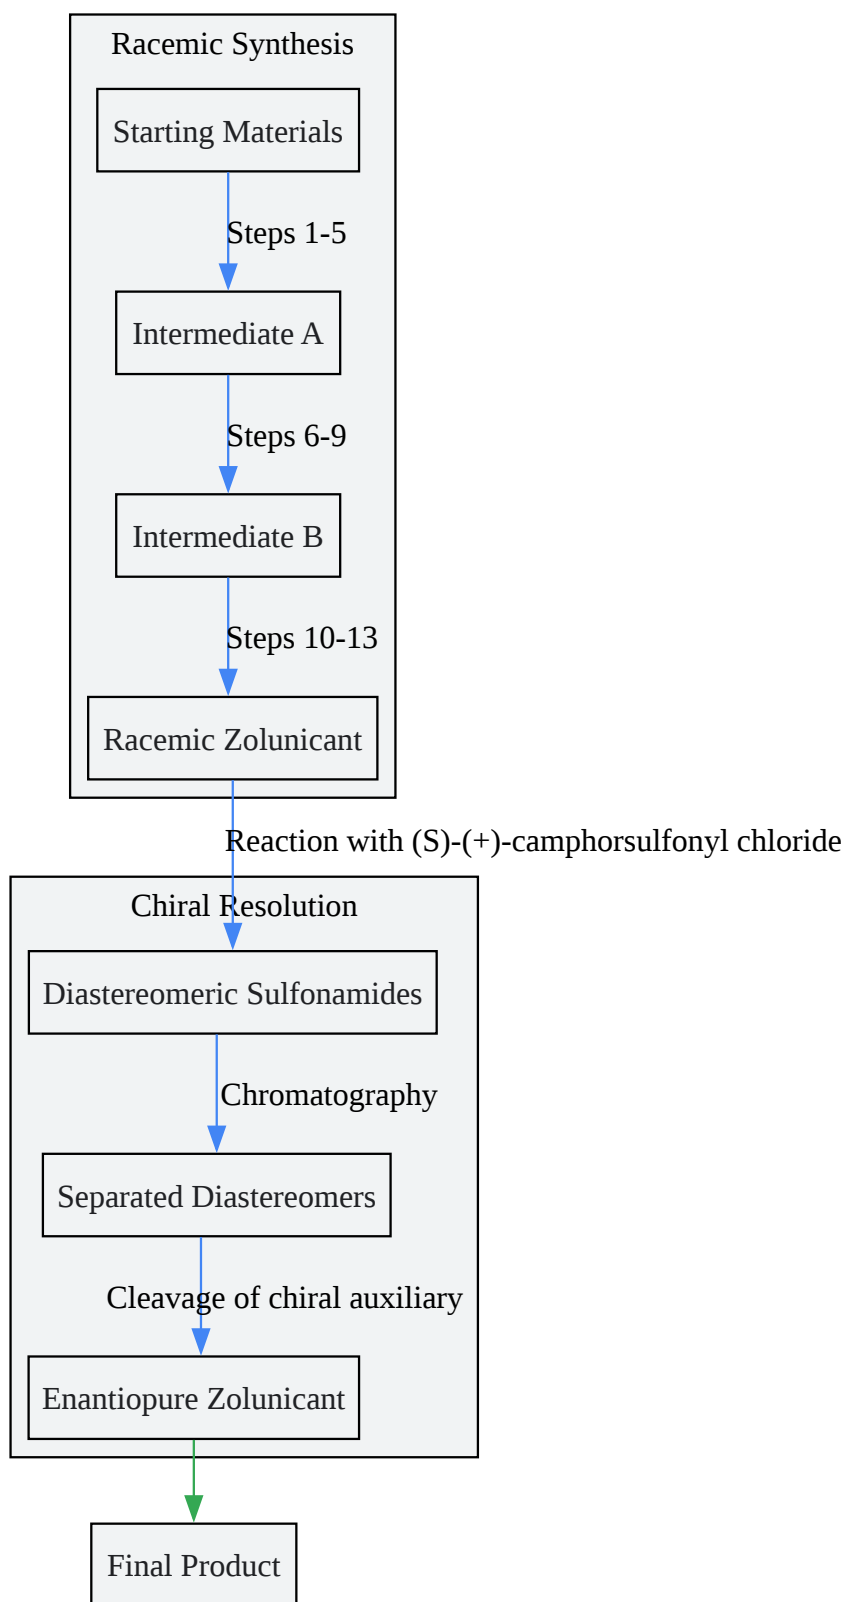 Racemic Synthesis
Starting Materials
Steps 1-5
Intermediate A
Steps 6-9
Intermediate B
Steps 10-13
Racemic Zolunicant
Reaction with (S)-(+)-camphorsulfonyl chloride
Chiral Resolution
Diastereomeric Sulfonamides
Chromatography
Separated Diastereomers
Cleavage of chiral auxiliary
Enantiopure Zolunicant
Final Product